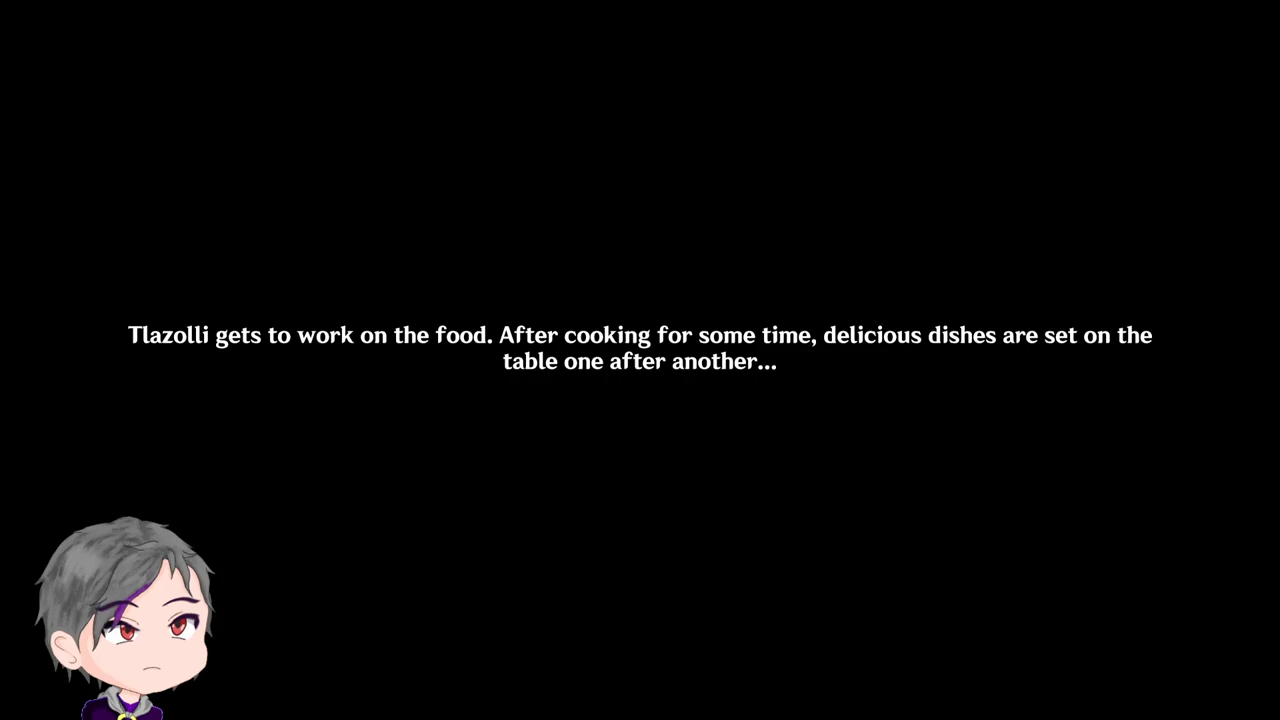 Tlazolli gets to work on the food. After cooking for some time, delicious dishes are set on the
table one after another...